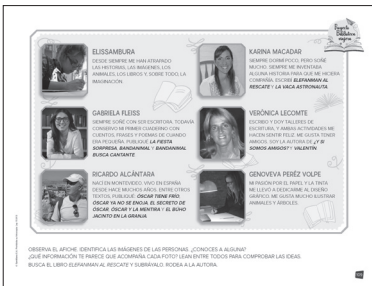 Proyecto
Biblioteca
mágica
ELISSAMBURA
DESDE SIEMPRE ME HAN ATRAPADO
LAS HISTORIAS, LAS IMÁGENES, LOS
ANIMALES, LOS LIBROS Y, SOBRE TODO, LA
IMAGINACIÓN.
KARINA MACADAR
SIEMPRE DORMÍ POCO, PERO SOÑÉ
MUCHO. SIEMPRE ME INVENTABA
ALGUNA HISTORIA PARA QUE ME HICIERA
COMPAÑÍA. ESCRIBÍ ELEFANMAN AL
RESCATE Y LA VACA ASTRONAUTA.
GABRIELA FLEISS
SIEMPRE SOÑÉ CON SER ESCRITORA. TODAVÍA
CONSERVO MI PRIMER CUADERNO CON
CUENTOS, FRASES Y POEMAS DE CUANDO
ERA PEQUEÑA. PUBLIQUÉ LA FIESTA
SORPRESA, BANDANIMAL Y BANDANIMAL
BUSCA CANTANTE.
VERÓNICA LECOMTE
ESCRIBO Y DOY TALLERES DE
ESCRITURA, Y AMBAS ACTIVIDADES ME
HACEN SENTIR FELIZ. ME GUSTA TENER
AMIGOS. SOY LA AUTORA DE ¿Y SI
SOMOS AMIGOS? Y VALENTÍN.
RICARDO ALCÁNTARA
NACÍ EN MONTEVIDEO. VIVO EN ESPAÑA
DESDE HACE MUCHOS AÑOS. ENTRE OTROS
TEXTOS, PUBLIQUÉ: ÓSCAR TIENE FRÍO,
ÓSCAR YA NO SE ENOJA, EL SECRETO DE
ÓSCAR, ÓSCAR Y LA MENTIRA Y EL BÚHO
JACINTO EN LA GRANJA.
GENOVEVA PERÉZ VOLPE
MI PASIÓN POR EL PAPEL Y LA TINTA
ME LLEVÓ A DEDICARME AL DISEÑO
GRÁFICO. ME GUSTA MUCHO ILUSTRAR
ANIMALES Y ÁRBOLES.
OBSERVA EL AFICHE. IDENTIFICA LAS IMÁGENES DE LAS PERSONAS. ¿CONOCES A ALGUNA?
¿QUÉ INFORMACIÓN TE PARECE QUE ACOMPAÑA CADA FOTO? LEAN ENTRE TODOS PARA COMPROBAR LAS IDEAS.
BUSCA EL LIBRO ELEFANMAN AL RESCATE Y SUBRÁYALO. RODEA A LA AUTORA.